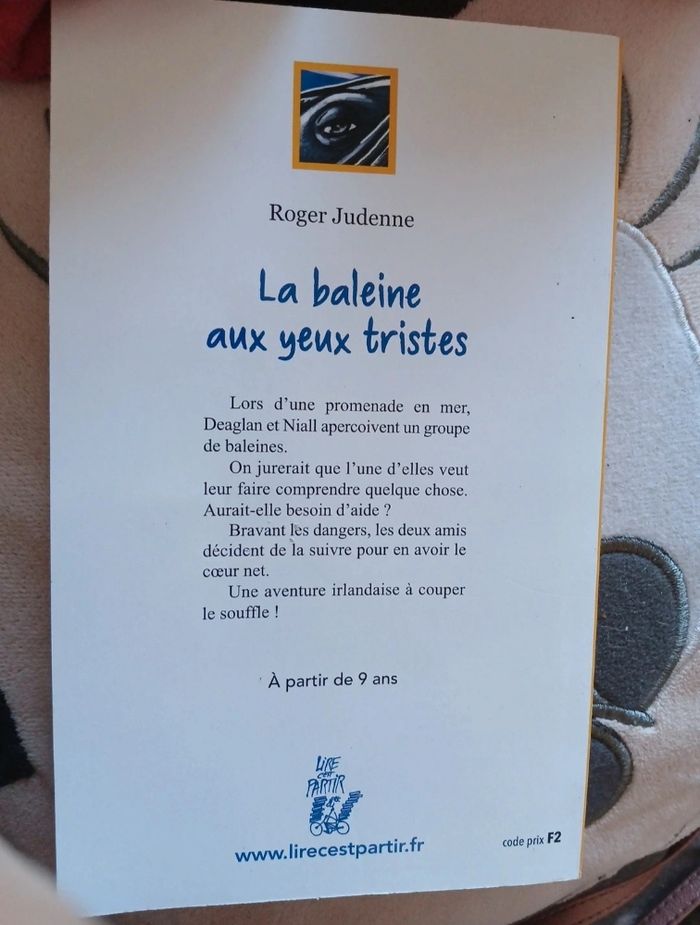 Roger Judenne
La baleine
aux yeux tristes
Lors d'une promenade en mer,
Deaglan et Niall apercoivent un groupe
de baleines.
On jurerait que l'une d'elles veut
leur faire comprendre quelque chose.
Aurait-elle besoin d'aide ?
Bravant les dangers, les deux amis
décident de la suivre pour en avoir le
cœur net.
Une aventure irlandaise à couper
le souffle !
À partir de 9 ans
LIRE
c'est
PARTIR
www.lirecestpartir.fr
code prix F2